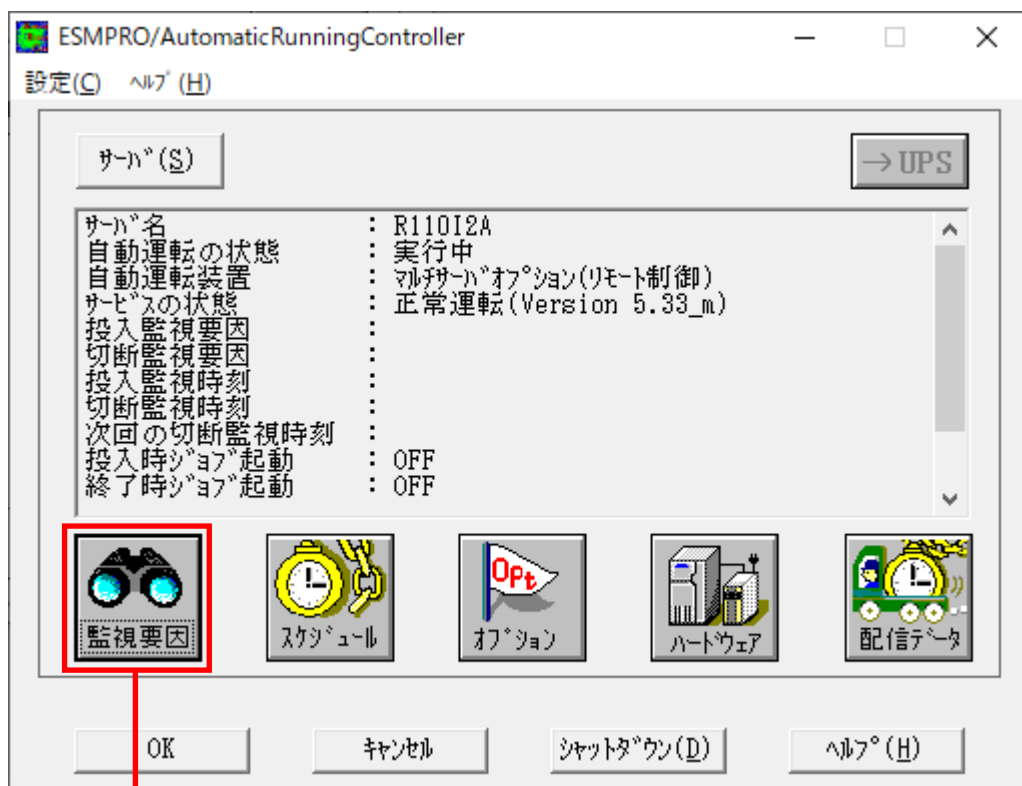 ESMPRO/AutomaticRunningController
設定(C) ﾍﾙﾌﾟ(H)
ｻｰﾊﾞ(S)
→UPS
ｻｰﾊﾞ名 : R110I2A
自動運転の状態 : 実行中
自動運転装置 : ﾏﾙﾁｻｰﾊﾞｵﾌﾟｼｮﾝ(ﾘﾓｰﾄ制御)
ｻｰﾋﾞｽの状態 : 正常運転(Version 5.33_m)
投入監視要因 :
切断監視要因 :
投入監視時刻 :
切断監視時刻 :
次回の切断監視時刻 :
投入時ｼﾞｮﾌﾞ起動 : OFF
終了時ｼﾞｮﾌﾞ起動 : OFF
Opt
監視要因 ｽｹｼﾞｭｰﾙ ｵﾌﾟｼｮﾝ ﾊｰﾄﾞｳｪｱ 配信ﾃﾞｰﾀ
OK ｷｬﾝｾﾙ ｼｬｯﾄﾀﾞｳﾝ(D) ﾍﾙﾌﾟ(H)